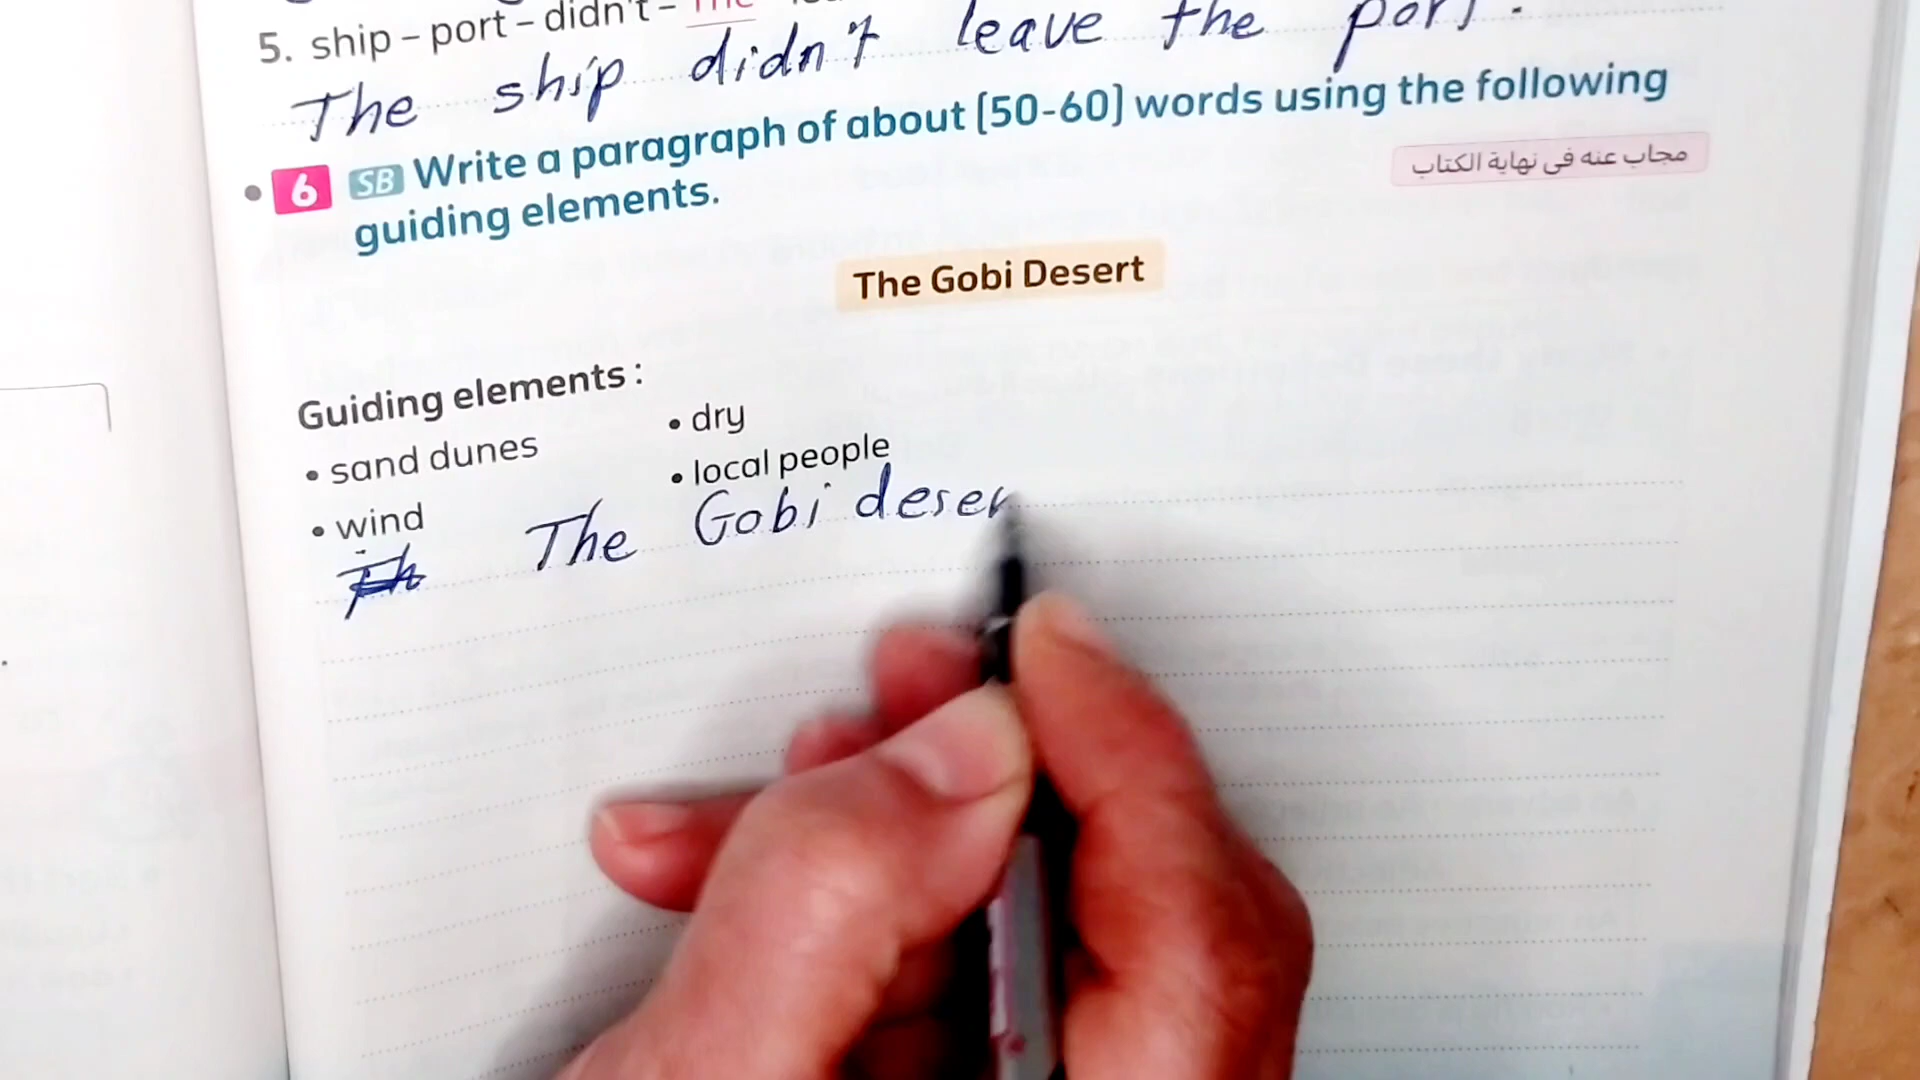 5. ship – port – didn't –
The ship didn't leave the port.
6 SB Write a paragraph of about (50-60) words using the following
guiding elements.
مجاب عنه فى نهاية الكتاب
The Gobi Desert
Guiding elements :
• sand dunes
• dry
• wind
• local people
The Gobi deser